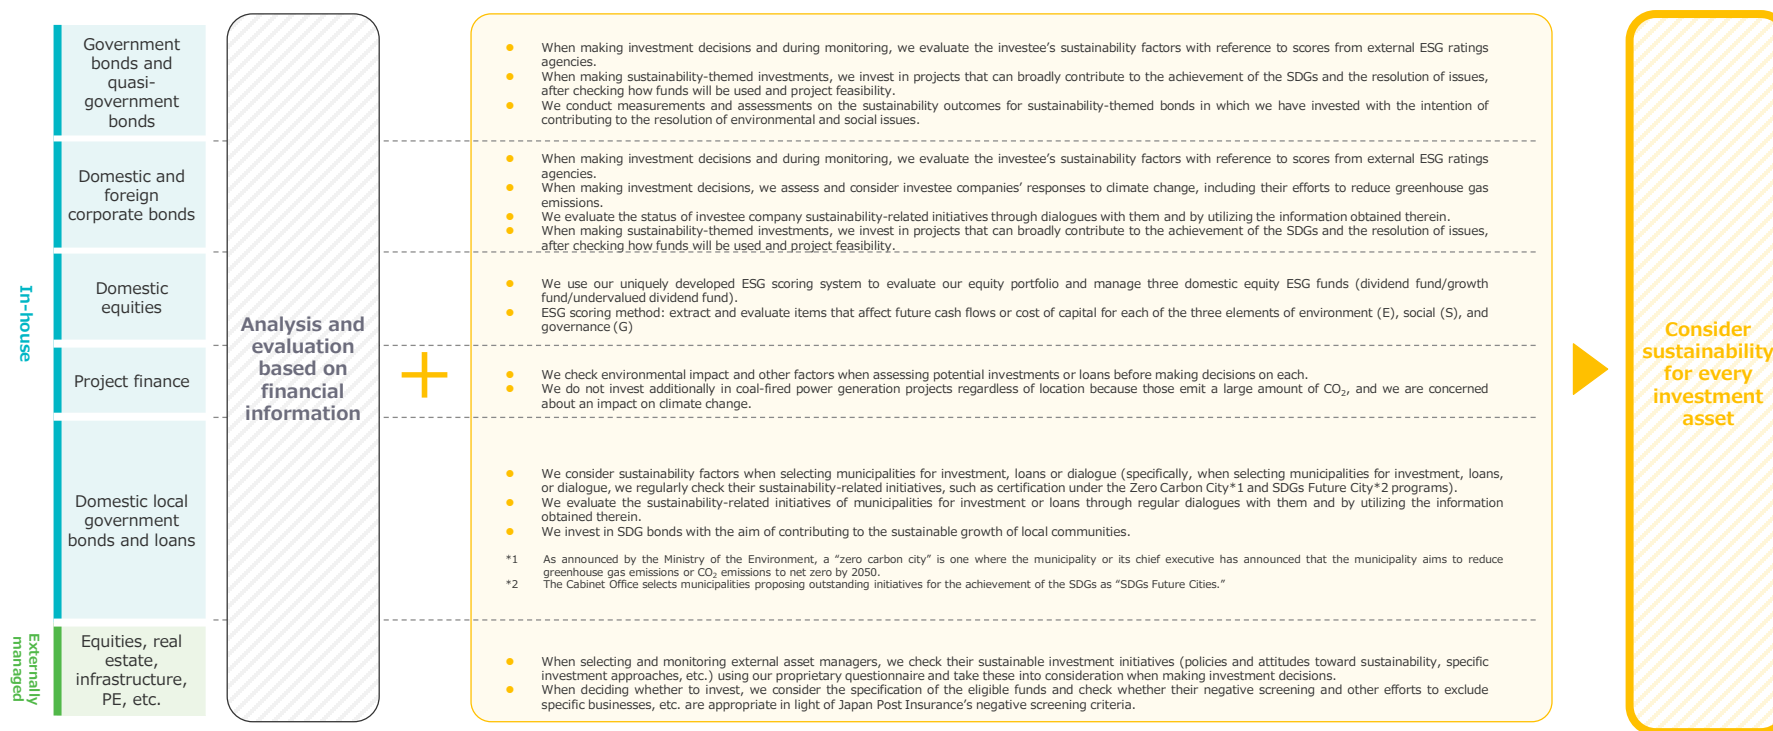 In-house
Government
bonds and
quasi-
government
bonds
Domestic and
foreign
corporate bonds
Domestic
equities
Project finance
Domestic local
government
bonds and loans
Externally
managed
Equities, real
estate,
infrastructure,
PE, etc.
Analysis and
evaluation
based on
financial
information
+
● When making investment decisions and during monitoring, we evaluate the investee’s sustainability factors with reference to scores from external ESG ratings
agencies.
● When making sustainability-themed investments, we invest in projects that can broadly contribute to the achievement of the SDGs and the resolution of issues,
after checking how funds will be used and project feasibility.
● We conduct measurements and assessments on the sustainability outcomes for sustainability-themed bonds in which we have invested with the intention of
contributing to the resolution of environmental and social issues.
● When making investment decisions and during monitoring, we evaluate the investee’s sustainability factors with reference to scores from external ESG ratings
agencies.
● When making investment decisions, we assess and consider investee companies’ responses to climate change, including their efforts to reduce greenhouse gas
emissions.
● We evaluate the status of investee company sustainability-related initiatives through dialogues with them and by utilizing the information obtained therein.
● When making sustainability-themed investments, we invest in projects that can broadly contribute to the achievement of the SDGs and the resolution of issues,
after checking how funds will be used and project feasibility.
● We use our uniquely developed ESG scoring system to evaluate our equity portfolio and manage three domestic equity ESG funds (dividend fund/growth
fund/undervalued dividend fund).
● ESG scoring method: extract and evaluate items that affect future cash flows or cost of capital for each of the three elements of environment (E), social (S), and
governance (G)
● We check environmental impact and other factors when assessing potential investments or loans before making decisions on each.
● We do not invest additionally in coal-fired power generation projects regardless of location because those emit a large amount of CO₂, and we are concerned
about an impact on climate change.
● We consider sustainability factors when selecting municipalities for investment, loans or dialogue (specifically, when selecting municipalities for investment, loans,
or dialogue, we regularly check their sustainability-related initiatives, such as certification under the Zero Carbon City*1 and SDGs Future City*2 programs).
● We evaluate the sustainability-related initiatives of municipalities for investment or loans through regular dialogues with them and by utilizing the information
obtained therein.
● We invest in SDG bonds with the aim of contributing to the sustainable growth of local communities.
*1 As announced by the Ministry of the Environment, a “zero carbon city” is one where the municipality or its chief executive has announced that the municipality aims to reduce
greenhouse gas emissions or CO₂ emissions to net zero by 2050.
*2 The Cabinet Office selects municipalities proposing outstanding initiatives for the achievement of the SDGs as “SDGs Future Cities.”
● When selecting and monitoring external asset managers, we check their sustainable investment initiatives (policies and attitudes toward sustainability, specific
investment approaches, etc.) using our proprietary questionnaire and take these into consideration when making investment decisions.
● When deciding whether to invest, we consider the specification of the eligible funds and check whether their negative screening and other efforts to exclude
specific businesses, etc. are appropriate in light of Japan Post Insurance’s negative screening criteria.
Consider
sustainability
for every
investment
asset